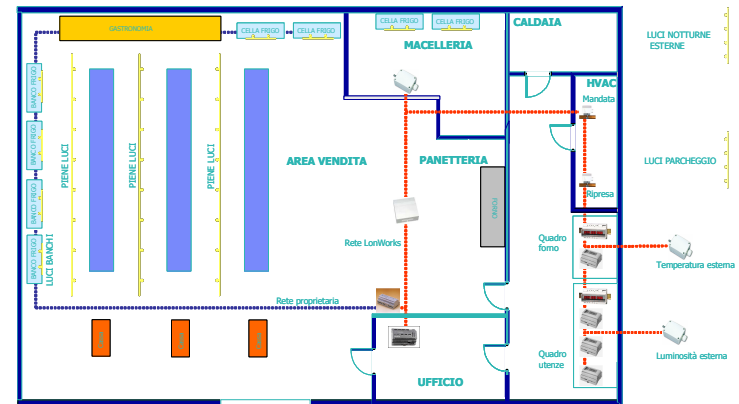 GASTRONOMIA
CELLA FRIGO
CELLA FRIGO
CELLA FRIGO
CELLA FRIGO
MACELLERIA
CALDAIA
LUCI NOTTURNE
ESTERNE
HVAC
Mandata
BANCO FRIGO
BANCO FRIGO
BANCO FRIGO
BANCO FRIGO
LUCI BANCHI
PIENE LUCI
PIENE LUCI
PIENE LUCI
AREA VENDITA
PANETTERIA
LUCI PARCHEGGIO
FORNO
Ripresa
Rete LonWorks
Quadro
forno
Temperatura esterna
Rete proprietaria
Quadro
utenze
Luminosità esterna
UFFICIO